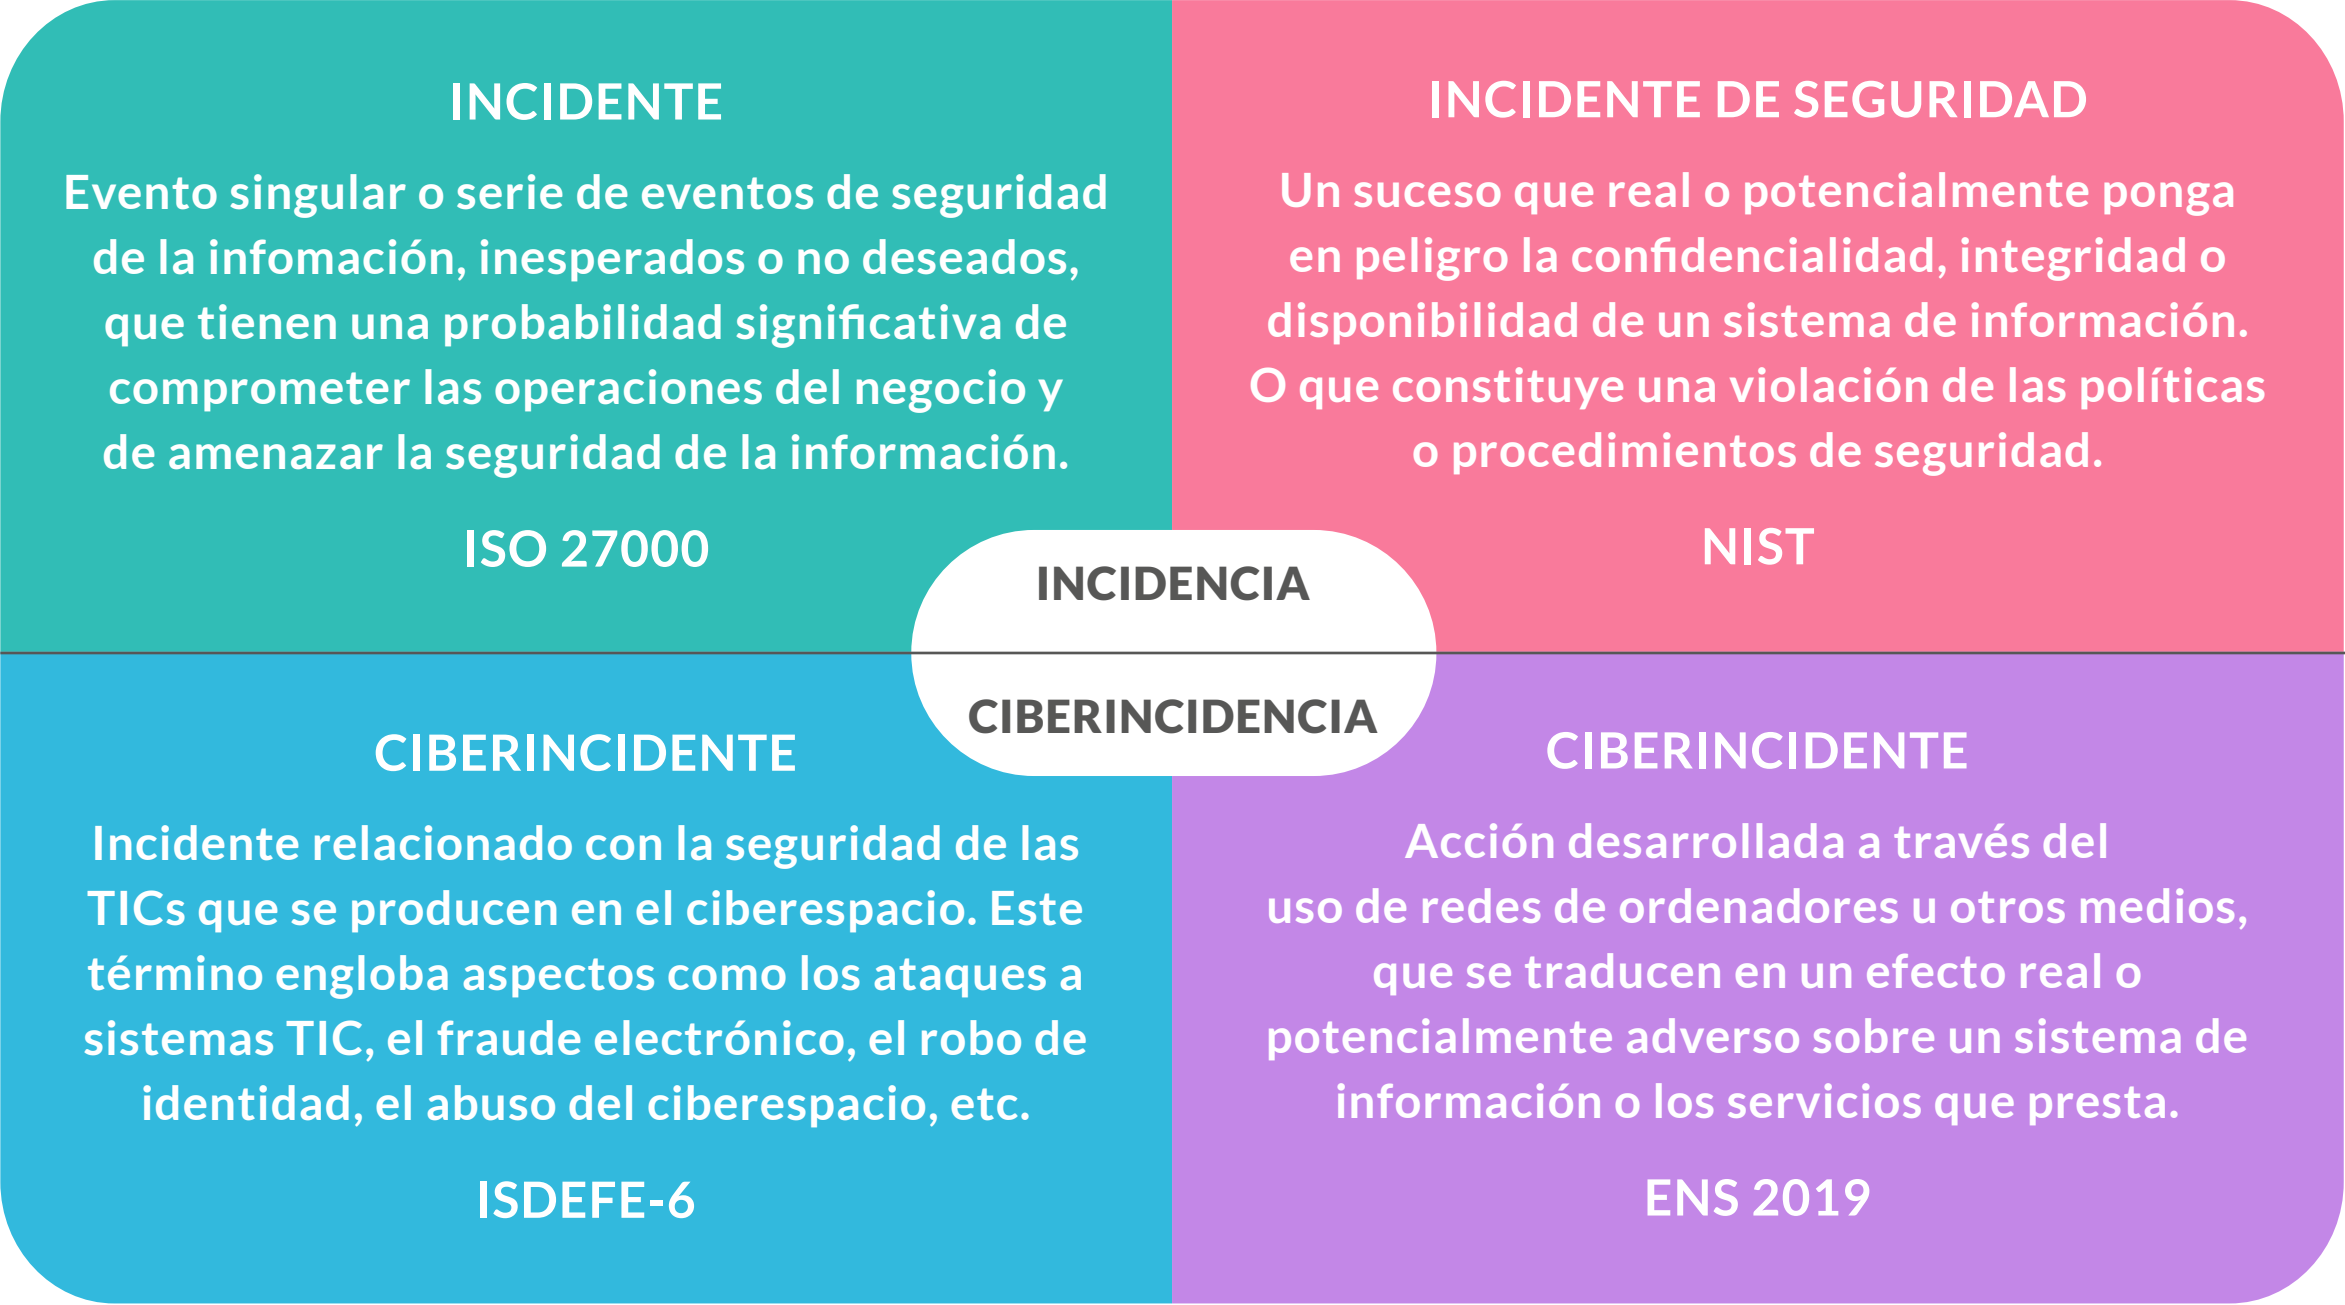 INCIDENTE
Evento singular o serie de eventos de seguridad
de la infomación, inesperados o no deseados,
que tienen una probabilidad significativa de
comprometer las operaciones del negocio y
de amenazar la seguridad de la información.
ISO 27000
INCIDENTE DE SEGURIDAD
Un suceso que real o potencialmente ponga
en peligro la confidencialidad, integridad o
disponibilidad de un sistema de información.
O que constituye una violación de las políticas
o procedimientos de seguridad.
NIST
INCIDENCIA
CIBERINCIDENCIA
CIBERINCIDENTE
Incidente relacionado con la seguridad de las
TICs que se producen en el ciberespacio. Este
término engloba aspectos como los ataques a
sistemas TIC, el fraude electrónico, el robo de
identidad, el abuso del ciberespacio, etc.
ISDEFE-6
CIBERINCIDENTE
Acción desarrollada a través del
uso de redes de ordenadores u otros medios,
que se traducen en un efecto real o
potencialmente adverso sobre un sistema de
información o los servicios que presta.
ENS 2019